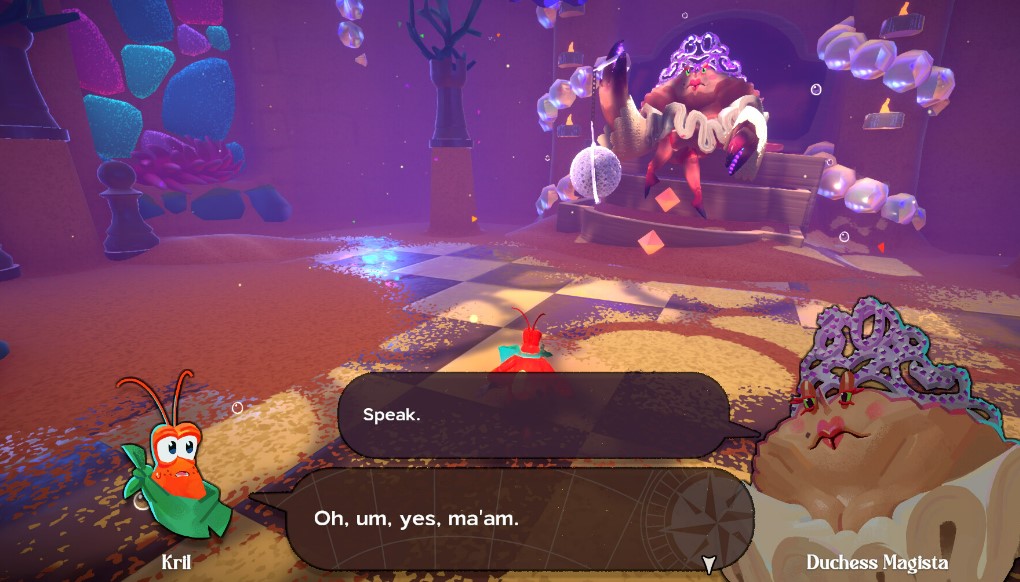 Speak.
Oh, um, yes, ma'am.
Kril
Duchess Magista